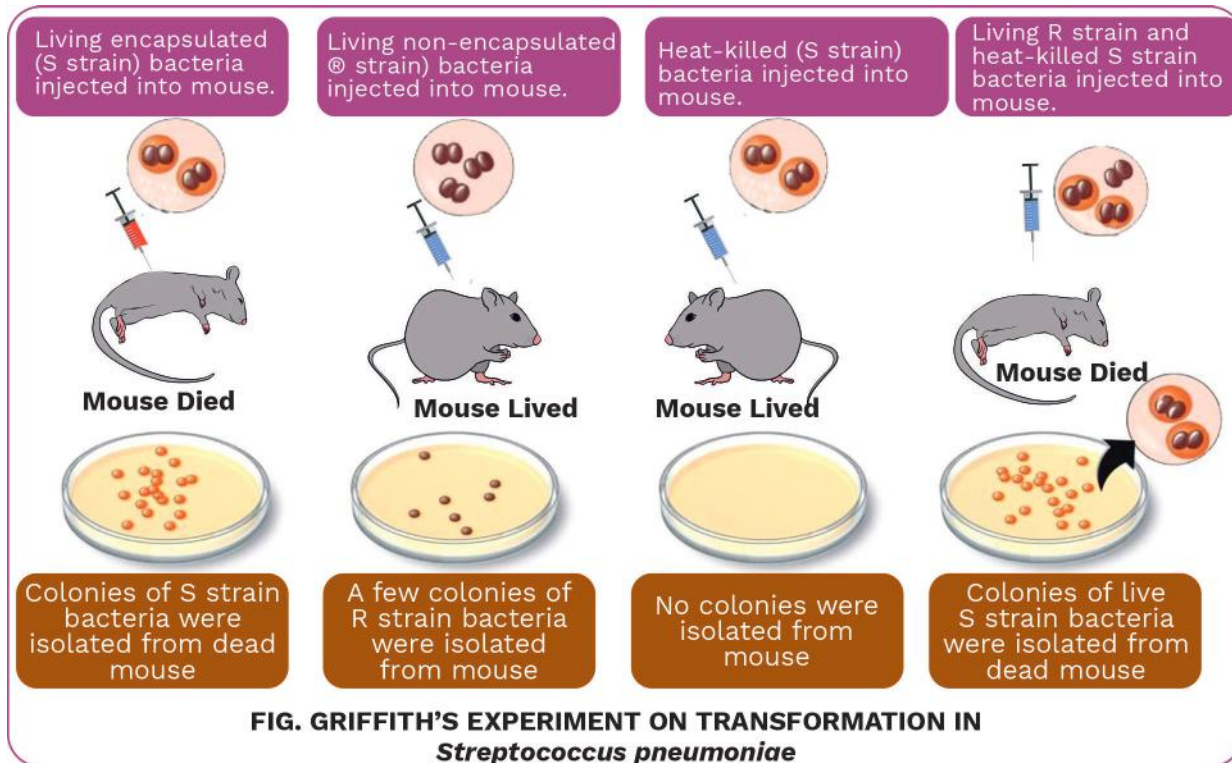 Living encapsulated
(S strain) bacteria
injected into mouse.
Living non-encapsulated
® strain) bacteria
injected into mouse.
Heat-killed (S strain)
bacteria injected into
mouse.
Living R strain and
heat-killed S strain
bacteria injected into
mouse.
Mouse Died
Mouse Lived
Mouse Lived
Mouse Died
Colonies of S strain
bacteria were
isolated from dead
mouse
A few colonies of
R strain bacteria
were isolated
from mouse
No colonies were
isolated from
mouse
Colonies of live
S strain bacteria
were isolated from
dead mouse
FIG. GRIFFITH'S EXPERIMENT ON TRANSFORMATION IN
Streptococcus pneumoniae